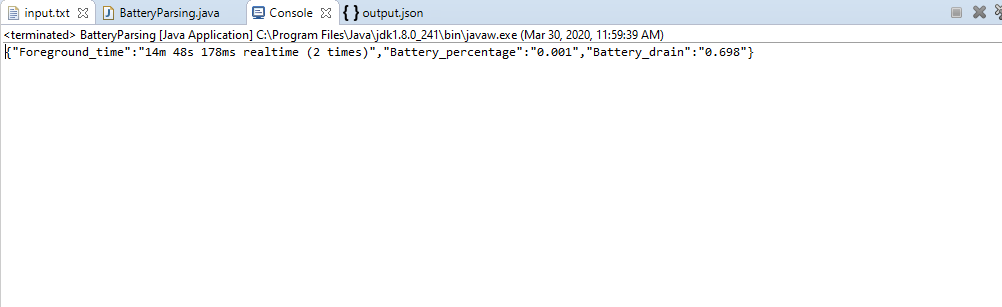 input.txt BatteryParsing.java Console output.json
<terminated> BatteryParsing [Java Application] C:\Program Files\Java\jdk1.8.0_241\bin\javaw.exe (Mar 30, 2020, 11:59:39 AM)
{"Foreground_time":"14m 48s 178ms realtime (2 times)","Battery_percentage":"0.001","Battery_drain":"0.698"}